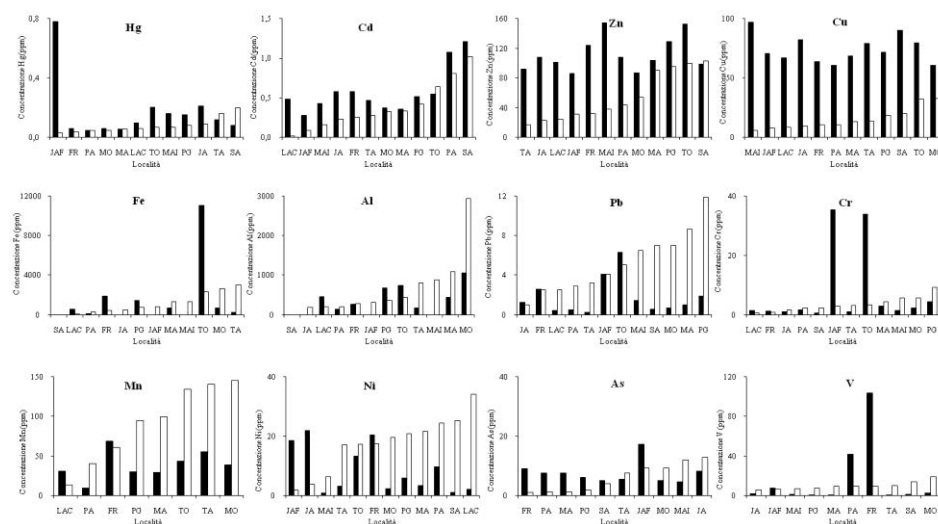 Hg
Concentrazione Hg(ppm)
0,8
0,4
0,0
JAF FR PA MO MA LAC TO MAI PG JA TA SA
Località
Cd
Concentrazione Cd(ppm)
1,5
1,0
0,5
0,0
LAC JAF MAI JA FR TA MO MA PG TO PA SA
Località
Zn
Concentrazione Zn(ppm)
160
120
80
40
0
TA JA LAC JAF FR MAI PA MO MA PG TO SA
Località
Cu
Concentrazione Cu(ppm)
100
50
0
MAI JAF LAC JA FR PA MA TA PG SA TO MO
Località
Fe
Concentrazione Fe(ppm)
12000
8000
4000
0
SA LAC PA FR JA PG JAF MA MAI TO MO TA
Località
Al
Concentrazione Al(ppm)
3000
2000
1000
0
SA JA LAC PA FR JAF PG TO TA MAI MA MO
Località
Pb
Concentrazione Pb(ppm)
12
8
4
0
JA FR LAC PA TA JAF TO MAI SA MO MA PG
Località
Cr
Concentrazione Cr(ppm)
40
20
0
LAC FR JA PA SA JAF TA TO MA MAI MO PG
Località
Mn
Concentrazione Mn(ppm)
150
100
50
0
LAC PA FR PG MA TO TA MO
Località
Ni
Concentrazione Ni(ppm)
40
20
0
JAF JA MAI TA TO FR MO PG MA PA SA LAC
Località
As
Concentrazione As(ppm)
30
20
10
0
FR PA MA PG SA TA JAF MO MAI JA
Località
V
Concentrazione V (ppm)
120
90
60
30
0
JA JAF MAI PG MA PA FR TA SA MO
Località